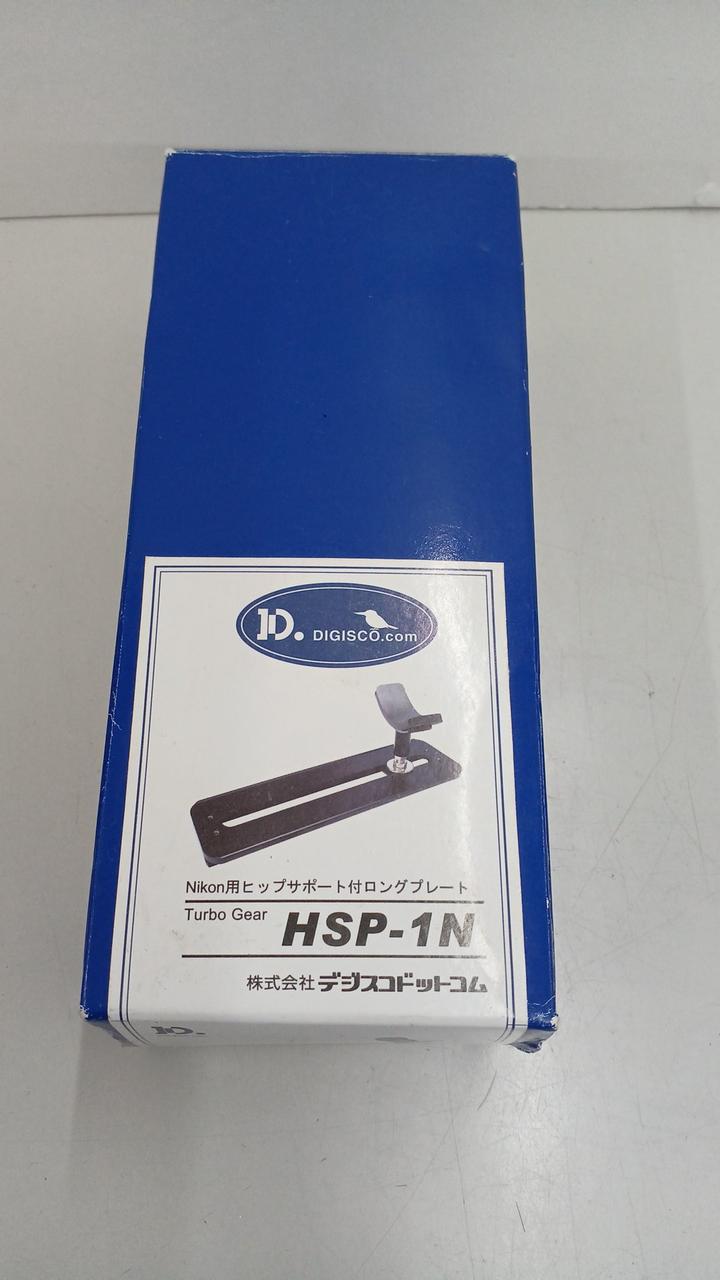 D. DIGISCO.com
Nikon用ヒップサポート付ロングプレート
Turbo Gear HSP-1N
株式会社デジスコドットコム
D.